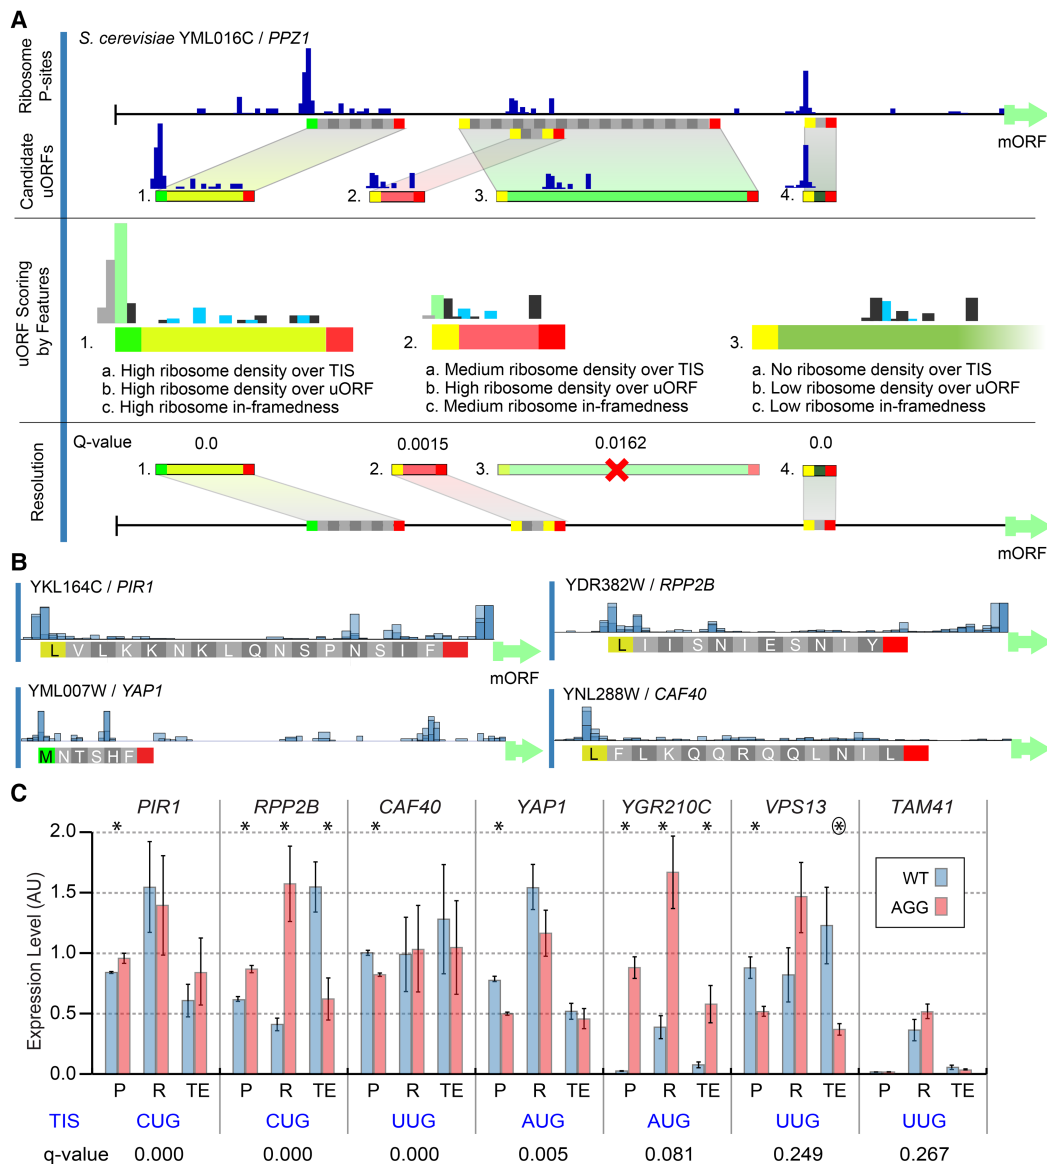 A
S. cerevisiae YML016C / PPZ1
Ribosome
P-sites
mORF
Candidate
uORFs
1.
2.
3.
4.
uORF Scoring
by Features
1.
2.
3.
a. High ribosome density over TIS
b. High ribosome density over uORF
c. High ribosome in-framedness
a. Medium ribosome density over TIS
b. High ribosome density over uORF
c. Medium ribosome in-framedness
a. No ribosome density over TIS
b. Low ribosome density over uORF
c. Low ribosome in-framedness
Resolution
Q-value 0.0 0.0015 0.0162 0.0
1.
2.
3.
4.
mORF
B
YKL164C / PIR1
L V L K K N K L Q N S P N S I F
mORF
YDR382W / RPP2B
L I I S N I E S N I Y
YML007W / YAP1
M N T S H F
YNL288W / CAF40
L F L K Q Q R Q Q L N I L
C
PIR1 RPP2B CAF40 YAP1 YGR210C VPS13 TAM41
Expression Level (AU)
2.0
1.5
1.0
0.5
0.0
* * * * * * * * * * *
WT
AGG
P R TE P R TE P R TE P R TE P R TE P R TE P R TE
TIS CUG CUG UUG AUG AUG UUG UUG
q-value 0.000 0.000 0.000 0.005 0.081 0.249 0.267